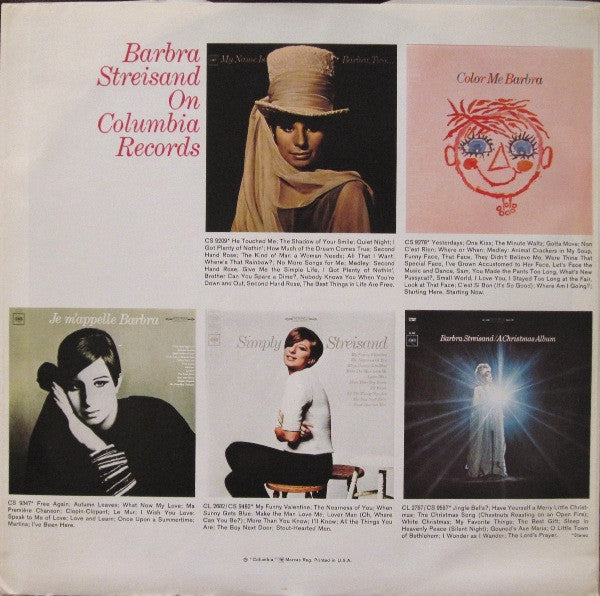 Barbra
Streisand
On
Columbia
Records
My Name Is Barbra, Two...
CS 9209* He Touched Me; The Shadow of Your Smile; Quiet Night; I
Got Plenty of Nothin'; How Much of the Dream Comes True; Second
Hand Rose; The Kind of Man a Woman Needs; All That I Want;
Where's That Rainbow?; No More Songs for Me; Medley: Second
Hand Rose, Give Me the Simple Life, I Got Plenty of Nothin',
Brother Can You Spare a Dime?, Nobody Knows You When You're
Down and Out, Second Hand Rose, The Best Things in Life Are Free.
Color Me Barbra
CS 9278* Yesterdays; One Kiss; The Minute Waltz; Gotta Move; Non
C'est Rien; Where or When; Medley: Animal Crackers in My Soup,
Funny Face, That Face, They Didn't Believe Me, Were Thine That
Special Face, I've Grown Accustomed to Her Face, Let's Face the
Music and Dance, Sam, You Made the Pants Too Long, What's New
Pussycat?, Small World, I Love You, I Stayed Too Long at the Fair,
Look at That Face; C'est Si Bon (It's So Good); Where Am I Going?;
Starting Here, Starting Now.
Je m'appelle Barbra
CS 9347* Free Again; Autumn Leaves; What Now My Love; Ma
Première Chanson; Clopin-Clopant; Le Mur; I Wish You Love;
Speak to Me of Love; Love and Learn; Once Upon a Summertime;
Martina; I've Been Here.
Simply Streisand
CL 2682/CS 9482* My Funny Valentine; The Nearness of You; When
Sunny Gets Blue; Make the Man Love Me; Lover Man (Oh, Where
Can You Be?); More Than You Know; I'll Know; All the Things You
Are; The Boy Next Door; Stout-Hearted Men.
Barbra Streisand/A Christmas Album
CL 2757/CS 9557* Jingle Bells?; Have Yourself a Merry Little Christ-
mas; The Christmas Song (Chestnuts Roasting on an Open Fire);
White Christmas; My Favorite Things; The Best Gift; Sleep in
Heavenly Peace (Silent Night); Gounod's Ave Maria; O Little Town
of Bethlehem; I Wonder as I Wander; The Lord's Prayer.
*Stereo
® "Columbia," Marcas Reg. Printed in U.S.A.